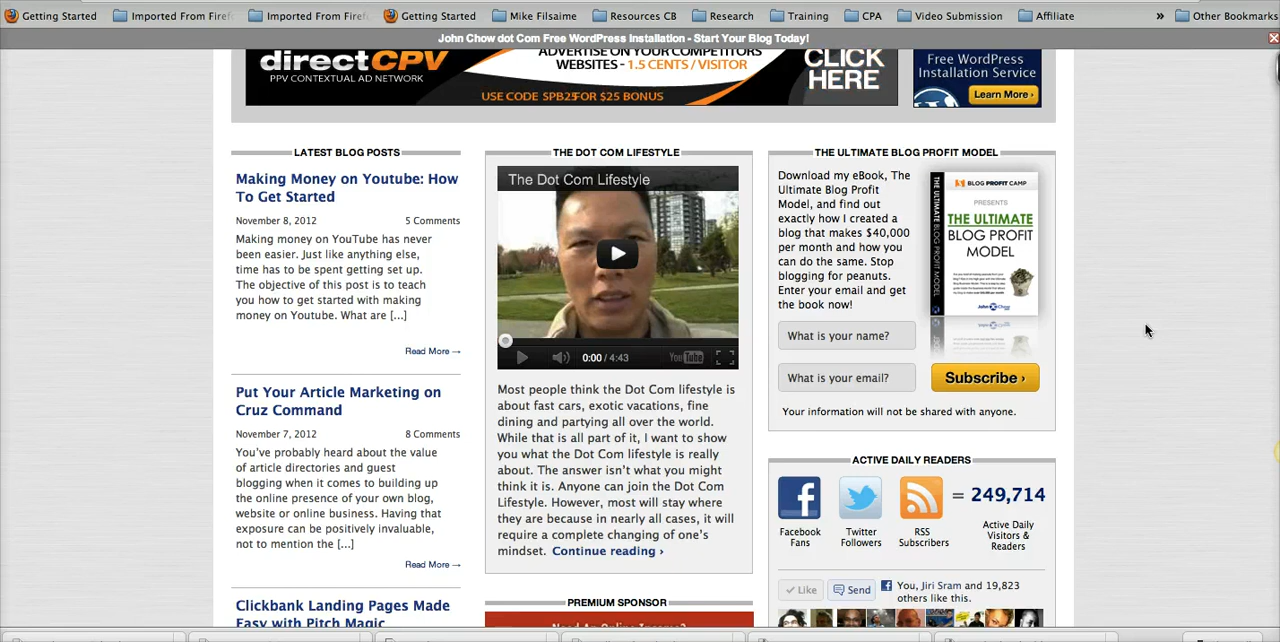 Getting Started
Imported From Firef
Imported From Firef
Getting Started
Mike Filsaime
Resources CB
Research
Training
CPA
Video Submission
Affiliate
»
Other Bookmarks
John Chow dot Com Free WordPress Installation - Start Your Blog Today!
directCPV
PPV CONTEXTUAL AD NETWORK
ADVERTISE ON YOUR COMPETITORS
WEBSITES - 1.5 CENTS / VISITOR
USE CODE SPB25 FOR $25 BONUS
CLICK
HERE
Free WordPress
Installation Service
Learn More ›
LATEST BLOG POSTS
Making Money on Youtube: How
To Get Started
November 8, 2012 5 Comments
Making money on YouTube has never
been easier. Just like anything else,
time has to be spent getting set up.
The objective of this post is to teach
you how to get started with making
money on Youtube. What are [...]
Read More →
Put Your Article Marketing on
Cruz Command
November 7, 2012 8 Comments
You’ve probably heard about the value
of article directories and guest
blogging when it comes to building up
the online presence of your own blog,
website or online business. Having that
exposure can be positively invaluable,
not to mention the [...]
Read More →
Clickbank Landing Pages Made
Easy with Pitch Magic
THE DOT COM LIFESTYLE
The Dot Com Lifestyle
0:00 / 4:43
YouTube
Most people think the Dot Com lifestyle is
about fast cars, exotic vacations, fine
dining and partying all over the world.
While that is all part of it, I want to show
you what the Dot Com lifestyle is really
about. The answer isn’t what you might
think it is. Anyone can join the Dot Com
Lifestyle. However, most will stay where
they are because in nearly all cases, it will
require a complete changing of one’s
mindset. Continue reading ›
PREMIUM SPONSOR
Need An Online Income?
THE ULTIMATE BLOG PROFIT MODEL
Download my eBook, The
Ultimate Blog Profit
Model, and find out
exactly how I created a
blog that makes $40,000
per month and how you
can do the same. Stop
blogging for peanuts.
Enter your email and get
the book now!
THE ULTIMATE BLOG PROFIT MODEL
BLOG PROFIT CAMP
PRESENTS
THE ULTIMATE
BLOG PROFIT
MODEL
What is your name?
What is your email?
Subscribe ›
Your information will not be shared with anyone.
ACTIVE DAILY READERS
Facebook
Fans
Twitter
Followers
RSS
Subscribers
= 249,714
Active Daily
Visitors &
Readers
Like
Send
You, Jiri Sram and 19,823
others like this.